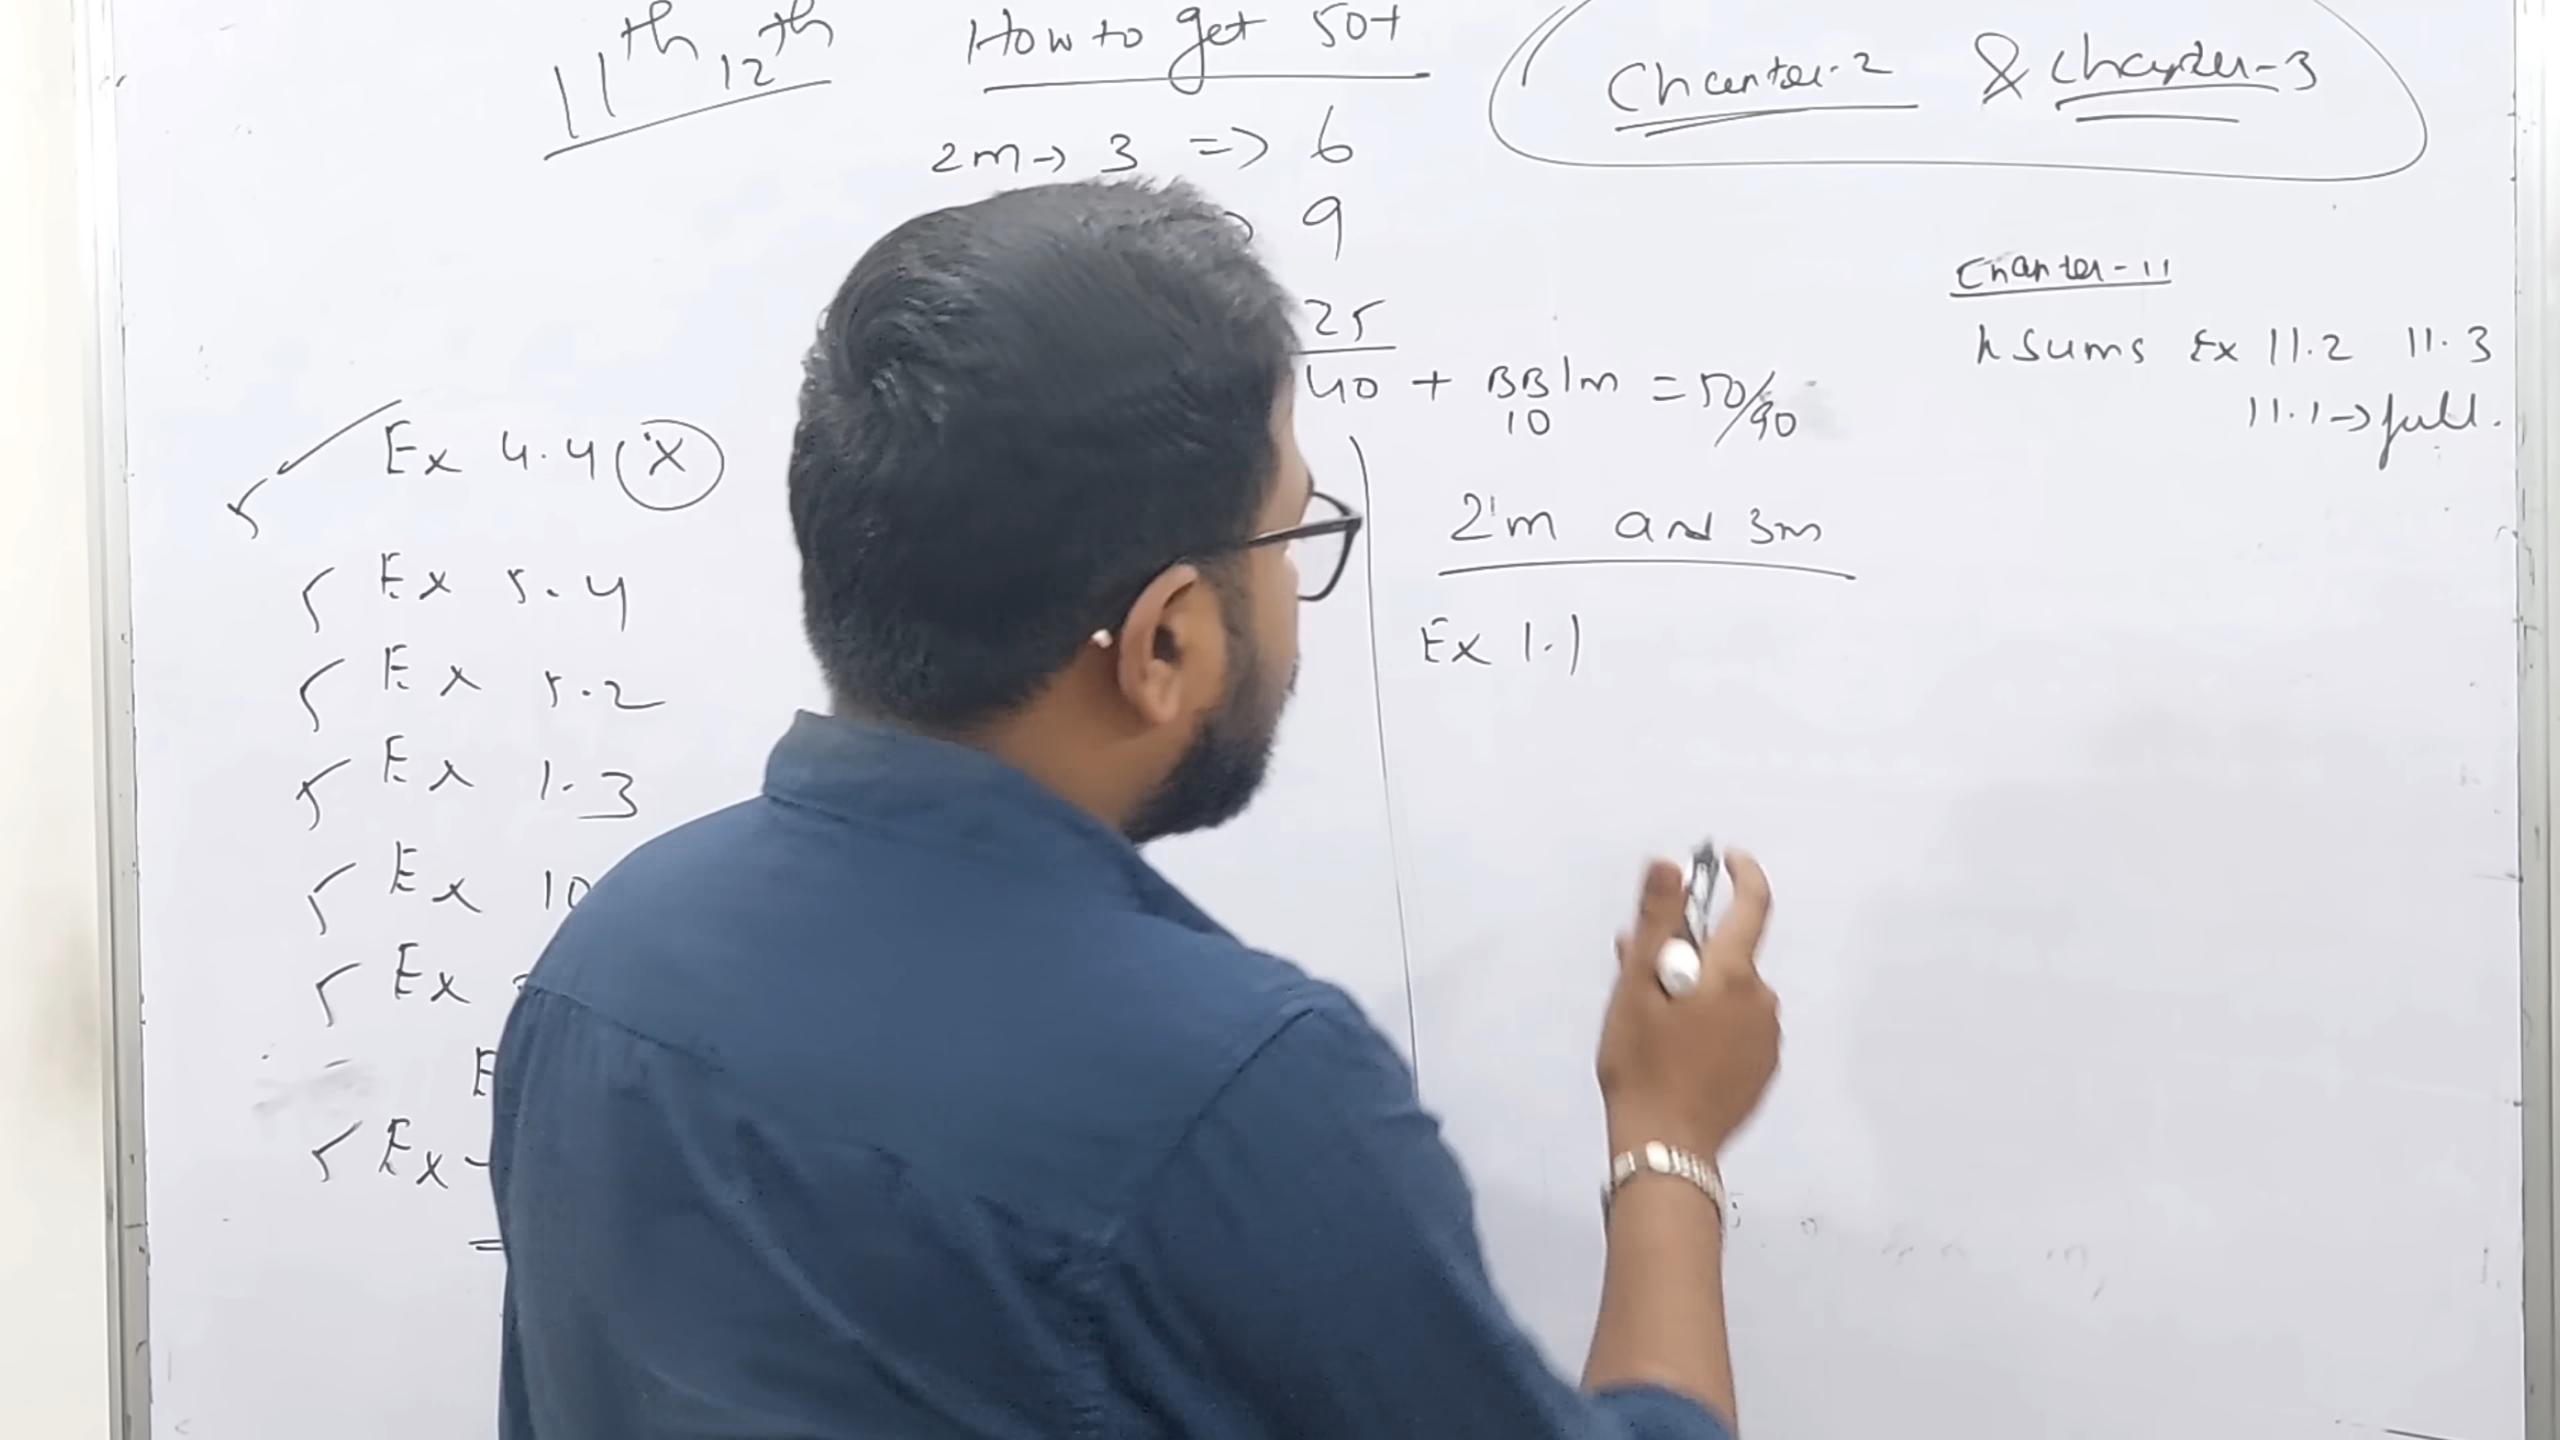 11th, 12th
How to get 50+
2m → 3 => 6
9
25
40 + BB1m = 50/90
10
Chapter-2 & Chapter-3
Chapter-11
Sums Ex 11.2 11.3
11.1 → full.
Ex 4.4 (X)
Ex 5.4
Ex 5.2
Ex 1.3
Ex 10
Ex
E
Ex -
=
2m and 3m
Ex 1.1